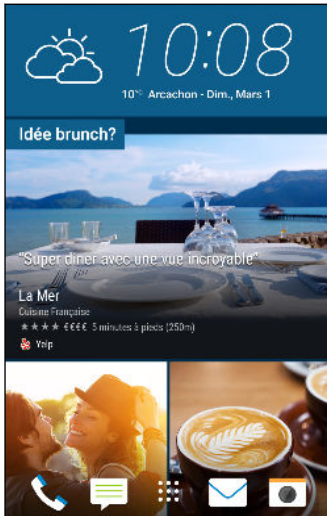 10:08
10°C Arcachon - Dim., Mars 1
Idée brunch?
"Super diner avec une vue incroyable"
La Mer
Cuisine Française
★★★★ €€€€ 5 minutes à pieds (250m)
Yelp